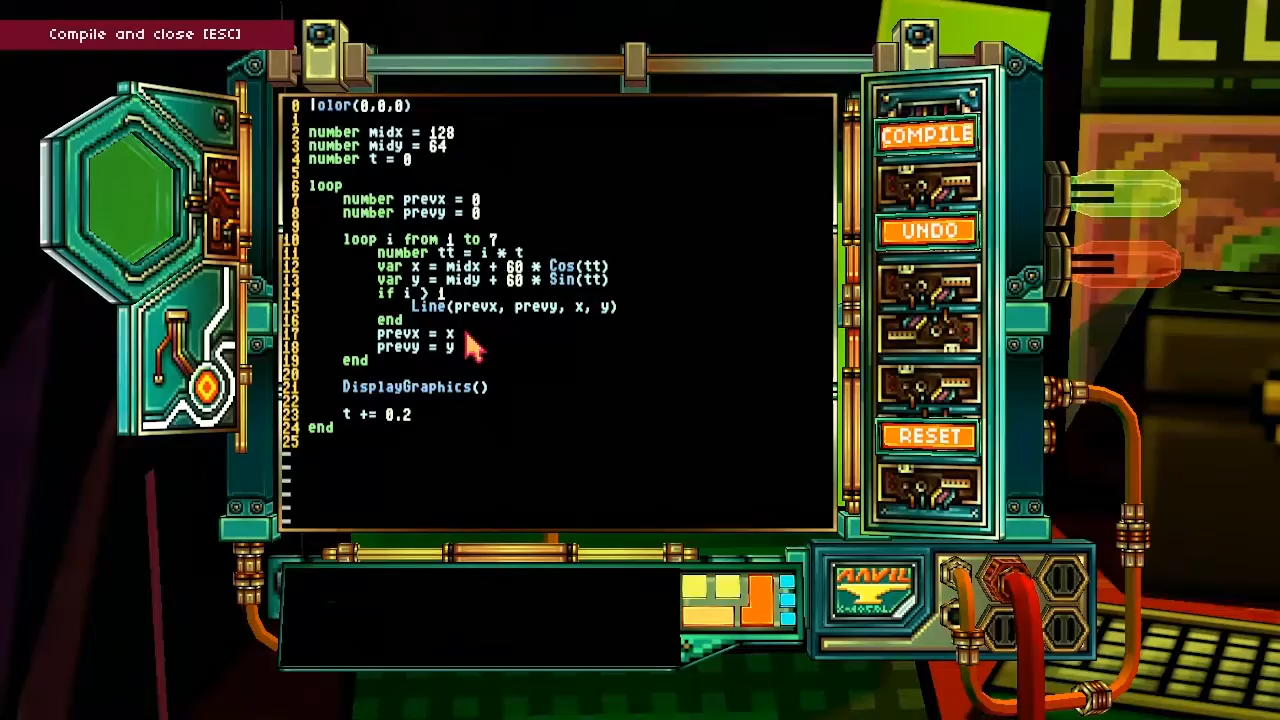 Compile and close [ESC]
0 lolor(0,0,0)
1
2 number midx = 128
3 number midy = 64
4 number t = 0
5
6 loop
7 number prevx = 0
8 number prevy = 0
9
10 loop i from 1 to 7
11 number tt = i * t
12 var x = midx + 60 * Cos(tt)
13 var y = midy + 60 * Sin(tt)
14 if i > 1
15 Line(prevx, prevy, x, y)
16 end
17 prevx = x
18 prevy = y
19 end
20
21 DisplayGraphics()
22
23 t += 0.2
24 end
25
COMPILE
UNDO
RESET
ANVIL